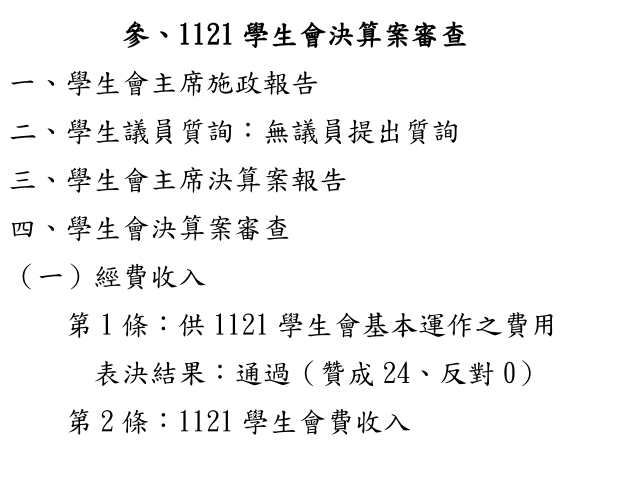 參、1121 學生會決算案審查
一、學生會主席施政報告
二、學生議員質詢：無議員提出質詢
三、學生會主席決算案報告
四、學生會決算案審查
（一）經費收入
第 1 條：供 1121 學生會基本運作之費用
表決結果：通過（贊成 24、反對 0）
第 2 條：1121 學生會費收入